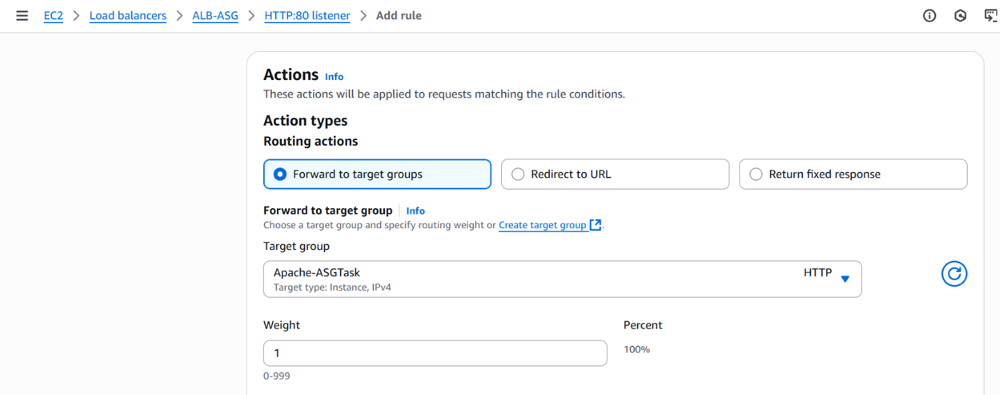 EC2 > Load balancers > ALB-ASG > HTTP:80 listener > Add rule
Actions Info
These actions will be applied to requests matching the rule conditions.
Action types
Routing actions
Forward to target groups
Redirect to URL
Return fixed response
Forward to target group | Info
Choose a target group and specify routing weight or Create target group.
Target group
Apache-ASGTask HTTP
Target type: Instance, IPv4
Weight
Percent
1
100%
0-999